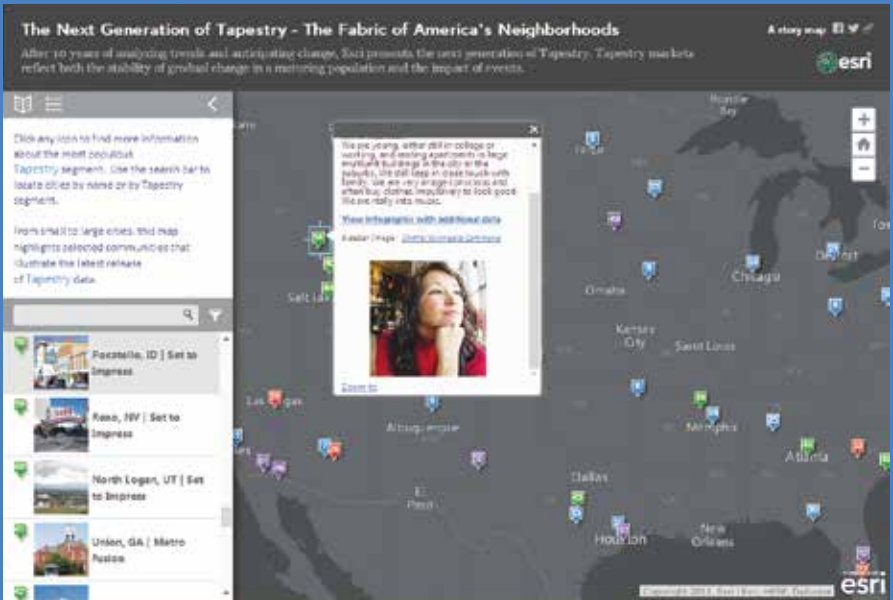 The Next Generation of Tapestry - The Fabric of America's Neighborhoods
A story map
After 10 years of analyzing trends and anticipating change, Esri presents the next generation of Tapestry. Tapestry markets
reflect both the stability of gradual change in a maturing population and the impact of events.
esri
Click any icon to find more information
about the most populous
Tapestry segment. Use the search bar to
locate cities by name or by Tapestry
segment.
From small to large cities, this map
highlights selected communities that
illustrate the latest release
of Tapestry data.
Pocatello, ID | Set to
Impress
Reno, NV | Set to
Impress
North Logan, UT | Set
to Impress
Union, GA | Metro
Fusion
We are young, either still in college or
working, and renting apartments in large
multiunit buildings in the city or the
suburbs. We still keep in close touch with
family. We are very image-conscious and
often buy clothes impulsively to look good.
We are really into music.
View infographic with additional data
Zoom to
Thunder
Bay
Fargo
Salt Lak
Omaha
Chicago
Detroit
Kansas
City
Saint Louis
Las gas
Albuquerque
Memphis
Atlanta
El
Paso
Dallas
Houston
New
Orleans
esri